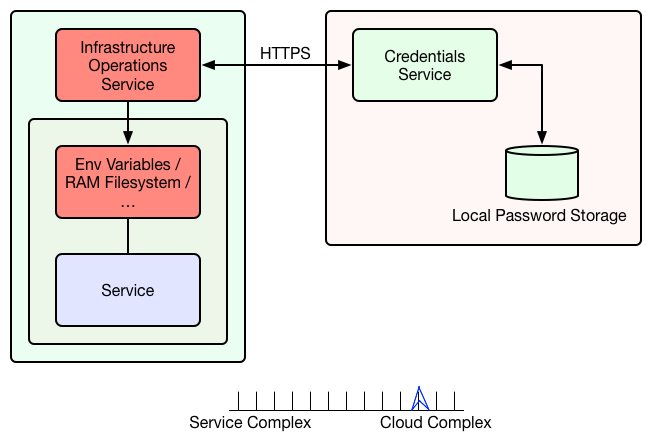 Infrastructure
Operations
Service
HTTPS
Credentials
Service
Env Variables /
RAM Filesystem /
…
Local Password Storage
Service
Service Complex
Cloud Complex